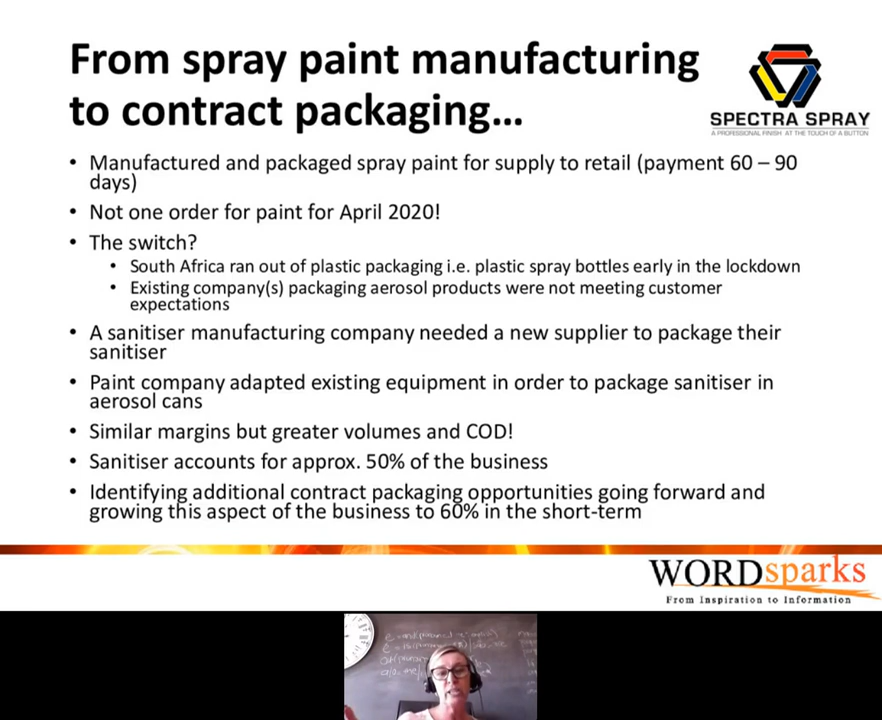 From spray paint manufacturing
to contract packaging...
SPECTRA SPRAY
A PROFESSIONAL FINISH AT THE TOUCH OF A BUTTON
• Manufactured and packaged spray paint for supply to retail (payment 60 – 90
days)
• Not one order for paint for April 2020!
• The switch?
• South Africa ran out of plastic packaging i.e. plastic spray bottles early in the lockdown
• Existing company(s) packaging aerosol products were not meeting customer
expectations
• A sanitiser manufacturing company needed a new supplier to package their
sanitiser
• Paint company adapted existing equipment in order to package sanitiser in
aerosol cans
• Similar margins but greater volumes and COD!
• Sanitiser accounts for approx. 50% of the business
• Identifying additional contract packaging opportunities going forward and
growing this aspect of the business to 60% in the short-term
WORDsparks
From Inspiration to Information